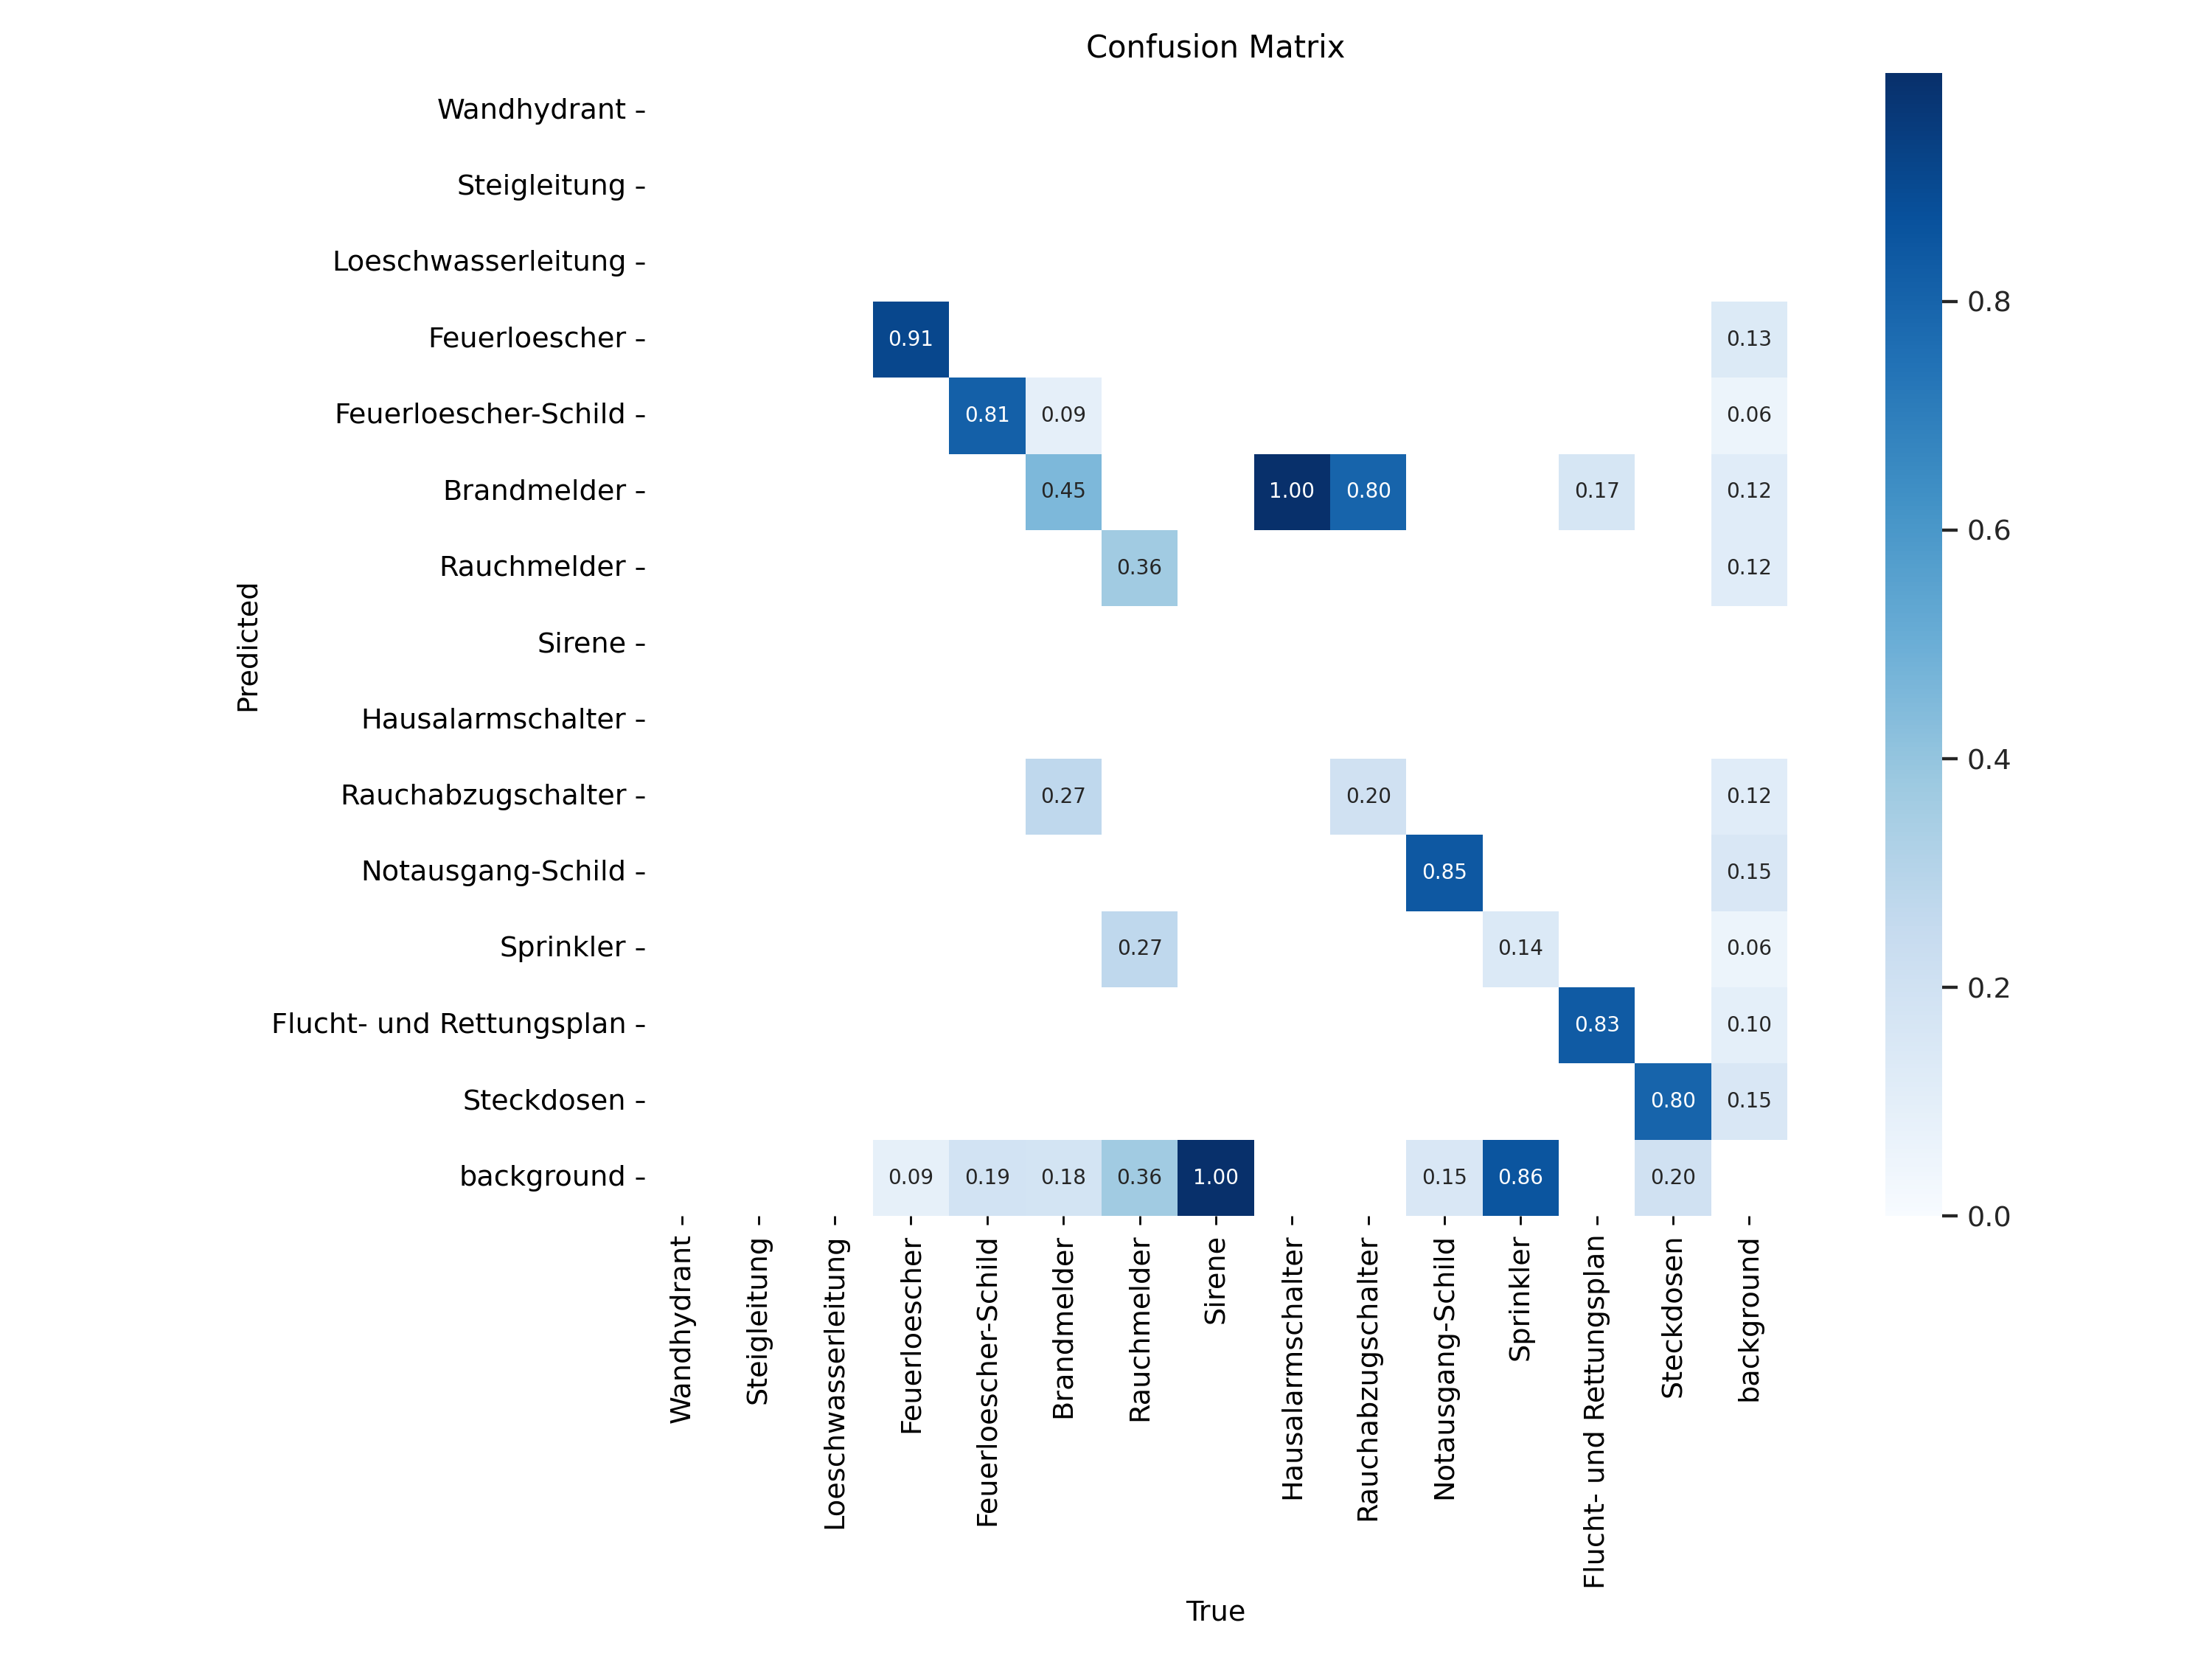 Confusion Matrix
Wandhydrant
Steigleitung
Loeschwasserleitung
Feuerloescher 0.91 0.13
Feuerloescher-Schild 0.81 0.09 0.06
Brandmelder 0.45 1.00 0.80 0.17 0.12
Rauchmelder 0.36 0.12
Sirene
Hausalarmschalter
Rauchabzugschalter 0.27 0.20 0.12
Notausgang-Schild 0.85 0.15
Sprinkler 0.27 0.14 0.06
Flucht- und Rettungsplan 0.83 0.10
Steckdosen 0.80 0.15
background 0.09 0.19 0.18 0.36 1.00 0.15 0.86 0.20
Predicted
Wandhydrant
Steigleitung
Loeschwasserleitung
Feuerloescher
Feuerloescher-Schild
Brandmelder
Rauchmelder
Sirene
Hausalarmschalter
Rauchabzugschalter
Notausgang-Schild
Sprinkler
Flucht- und Rettungsplan
Steckdosen
background
True
0.8
0.6
0.4
0.2
0.0